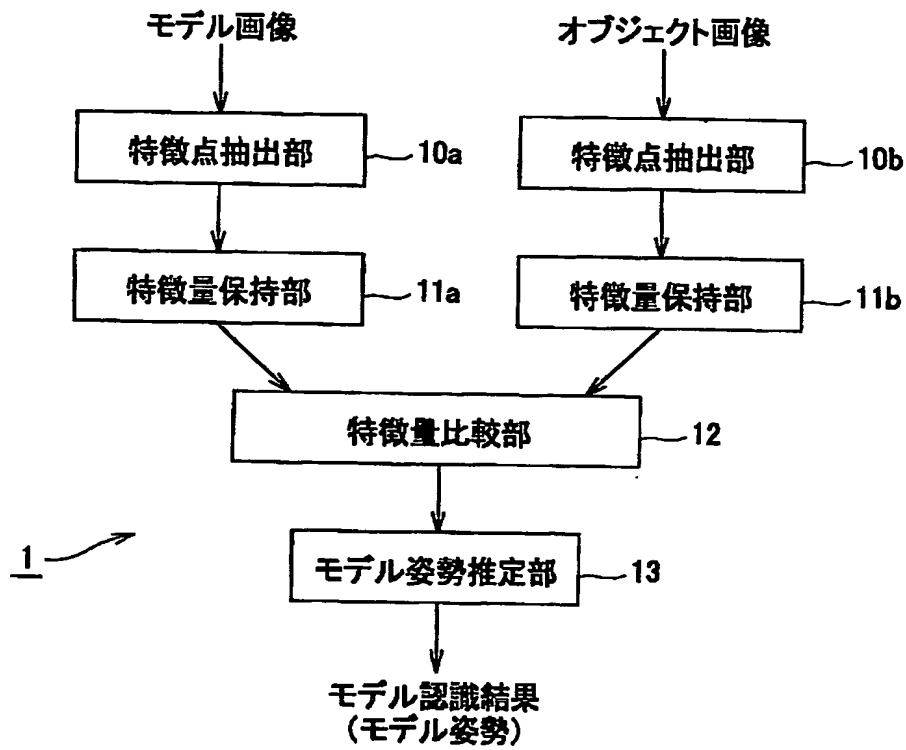 モデル画像
オブジェクト画像
特徴点抽出部
10a
特徴点抽出部
10b
特徴量保持部
11a
特徴量保持部
11b
特徴量比較部
12
1
モデル姿勢推定部
13
モデル認識結果
(モデル姿勢)